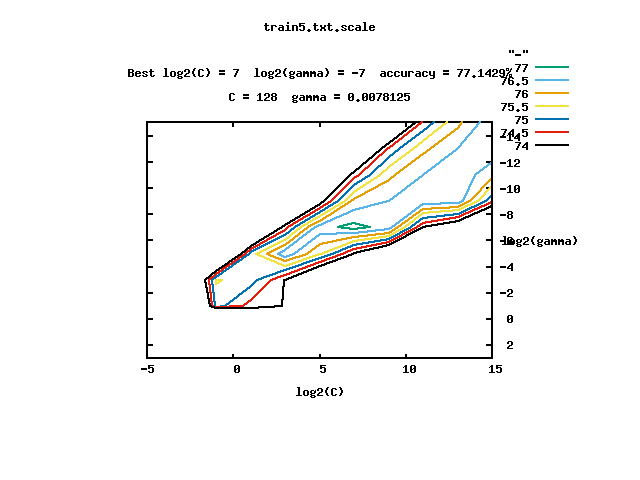 train5.txt.scale
"-"
Best log2(C) = 7  log2(gamma) = -7  accuracy = 77.1429%
C = 128  gamma = 0.0078125
77
76.5
76
75.5
75
74.5
74
-14
-12
-10
-8
-6
log2(gamma)
-4
-2
0
2
-5 0 5 10 15
log2(C)